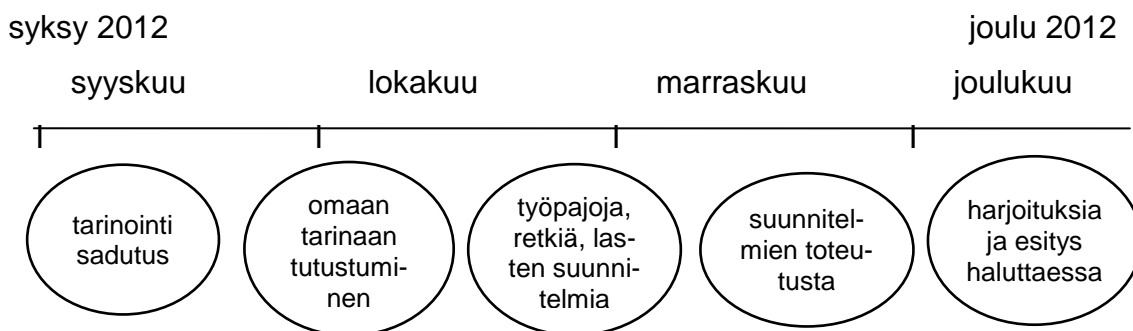 syksy 2012
joulu 2012
syyskuu
lokakuu
marraskuu
joulukuu
tarinointi
sadutus
omaan
tarinaan
tutustumi-
nen
työpajoja,
retkiä, las-
ten suunni-
telmia
suunnitel-
mien toteu-
tusta
harjoituksia
ja esitys
haluttaessa